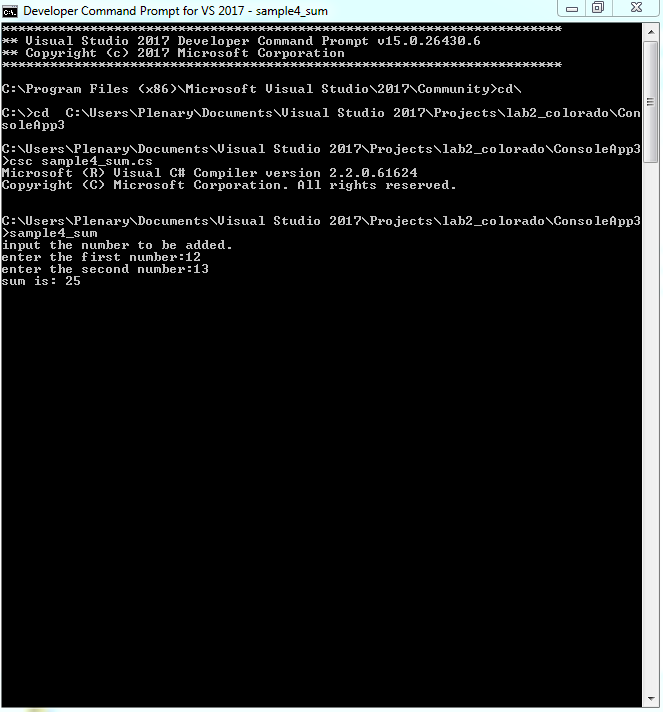 Developer Command Prompt for VS 2017 - sample4_sum
**********************************************************************
** Visual Studio 2017 Developer Command Prompt v15.0.26430.6
** Copyright (c) 2017 Microsoft Corporation
**********************************************************************
C:\Program Files (x86)\Microsoft Visual Studio\2017\Community>cd\
C:\>cd  C:\Users\Plenary\Documents\Visual Studio 2017\Projects\lab2_colorado\Con
soleApp3
C:\Users\Plenary\Documents\Visual Studio 2017\Projects\lab2_colorado\ConsoleApp3
>csc sample4_sum.cs
Microsoft (R) Visual C# Compiler version 2.2.0.61624
Copyright (C) Microsoft Corporation. All rights reserved.
C:\Users\Plenary\Documents\Visual Studio 2017\Projects\lab2_colorado\ConsoleApp3
>sample4_sum
input the number to be added.
enter the first number:12
enter the second number:13
sum is: 25